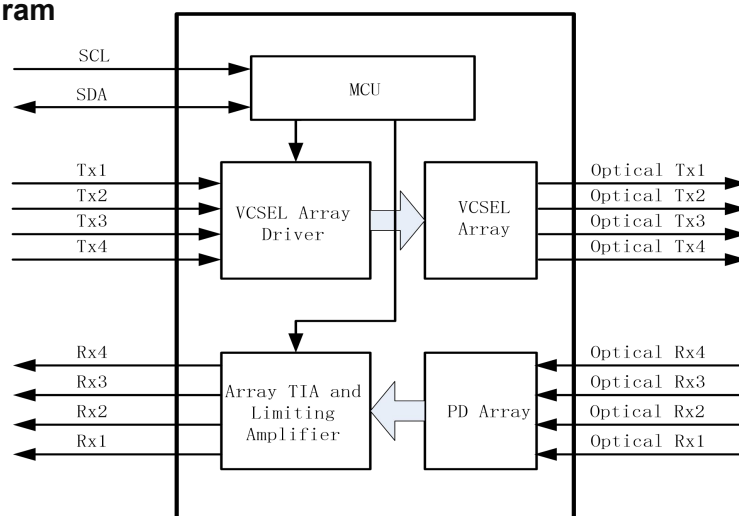 ram
SCL
SDA
MCU
Tx1
Tx2
Tx3
Tx4
VCSEL Array
Driver
VCSEL
Array
Optical Tx1
Optical Tx2
Optical Tx3
Optical Tx4
Rx4
Rx3
Rx2
Rx1
Array TIA and
Limiting
Amplifier
PD Array
Optical Rx4
Optical Rx3
Optical Rx2
Optical Rx1